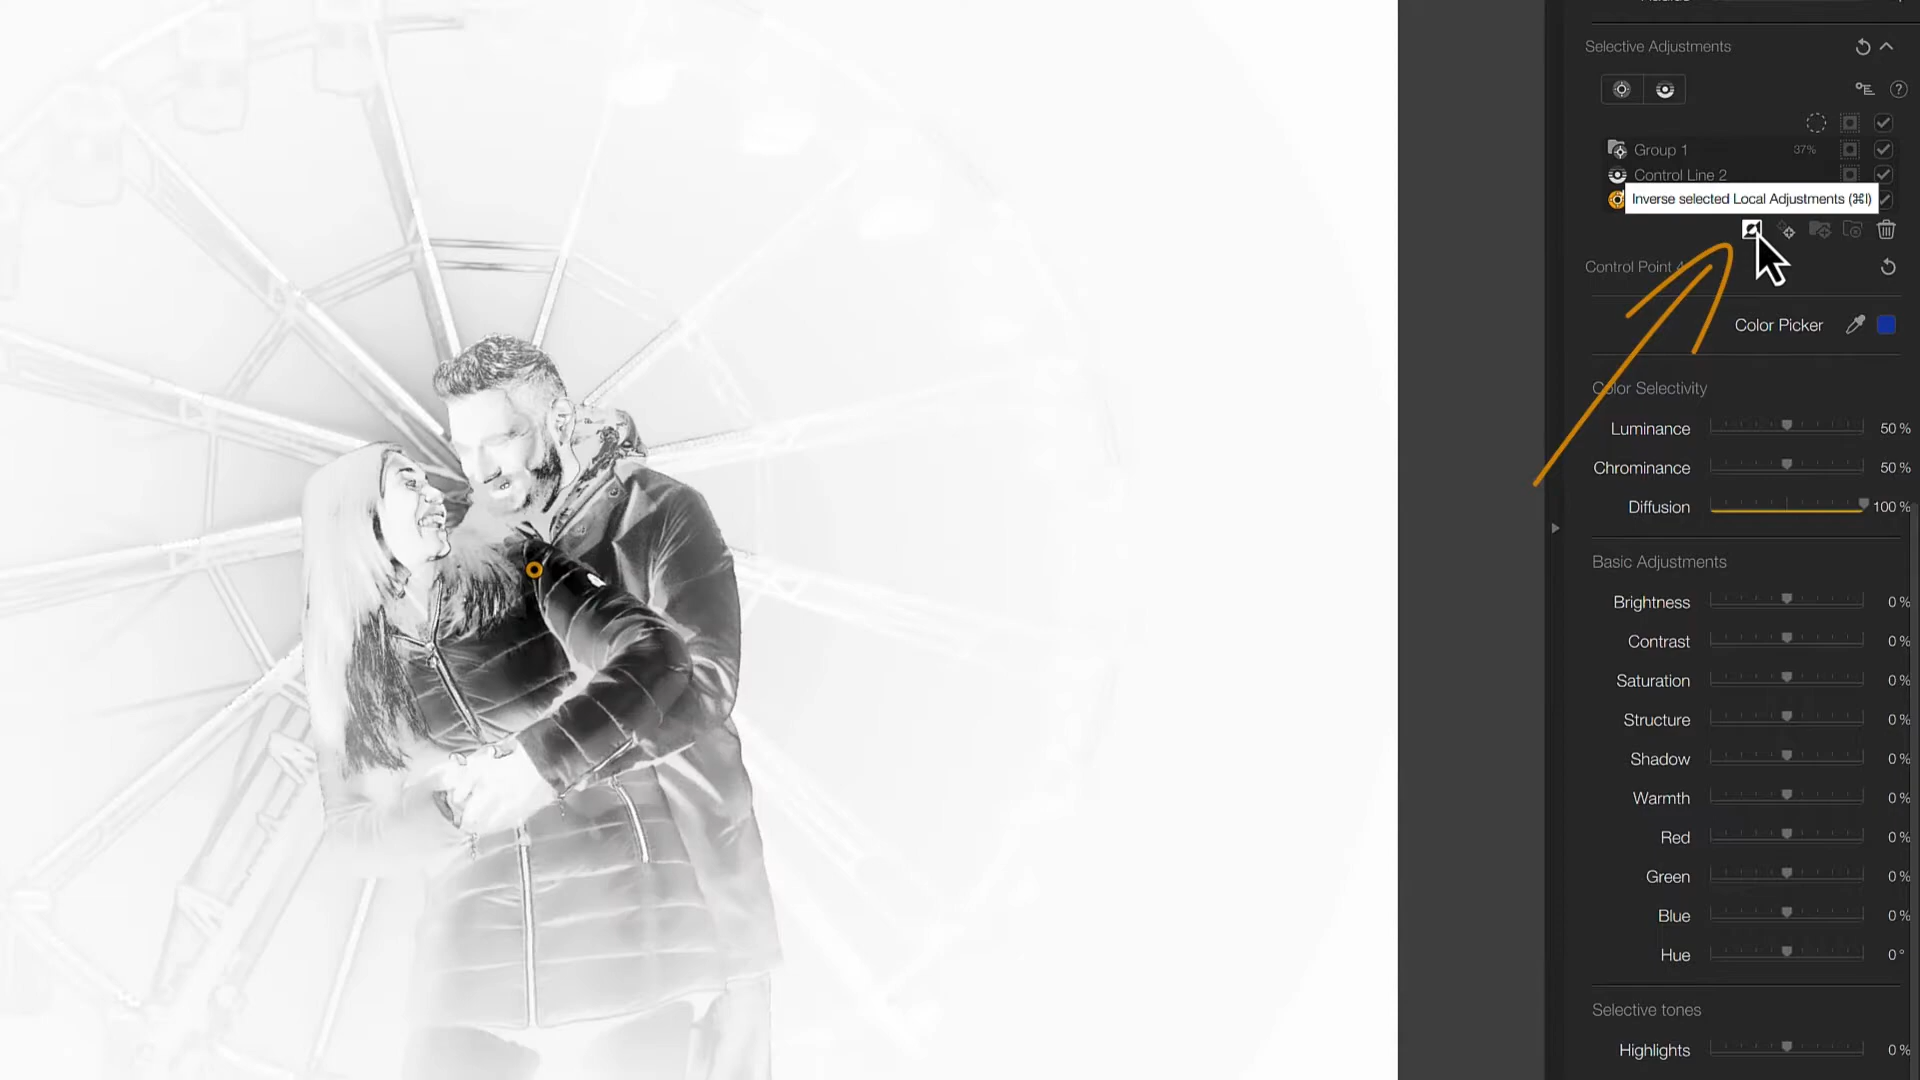 Selective Adjustments
Group 1 37%
Control Line 2
Inverse selected Local Adjustments (⌘I)
Control Point
Color Picker
Color Selectivity
Luminance 50 %
Chrominance 50 %
Diffusion 100 %
Basic Adjustments
Brightness 0 %
Contrast 0 %
Saturation 0 %
Structure 0 %
Shadow 0 %
Warmth 0 %
Red 0 %
Green 0 %
Blue 0 %
Hue 0 °
Selective tones
Highlights 0 %